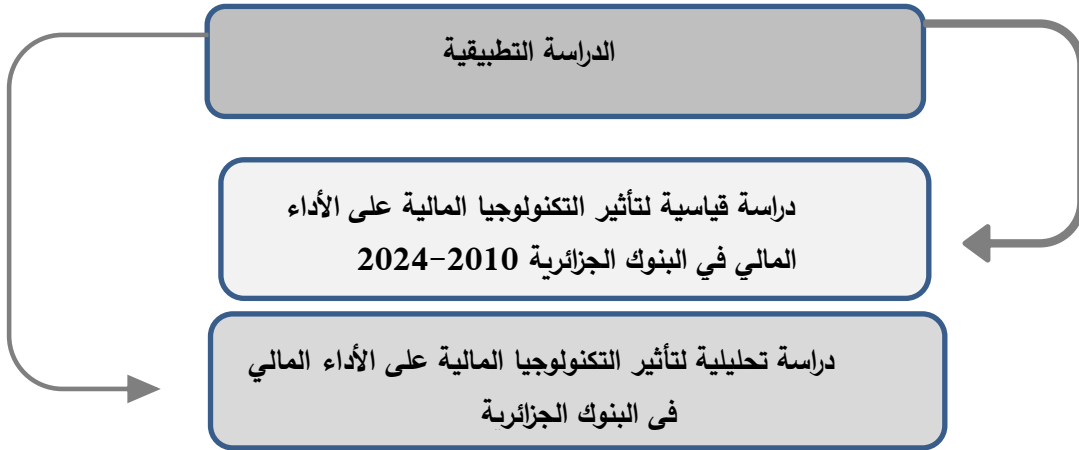 الدراسة التطبيقية
دراسة قياسية لتأثير التكنولوجيا المالية على الأداء
المالي في البنوك الجزائرية 2010-2024
دراسة تحليلية لتأثير التكنولوجيا المالية على الأداء المالي
في البنوك الجزائرية